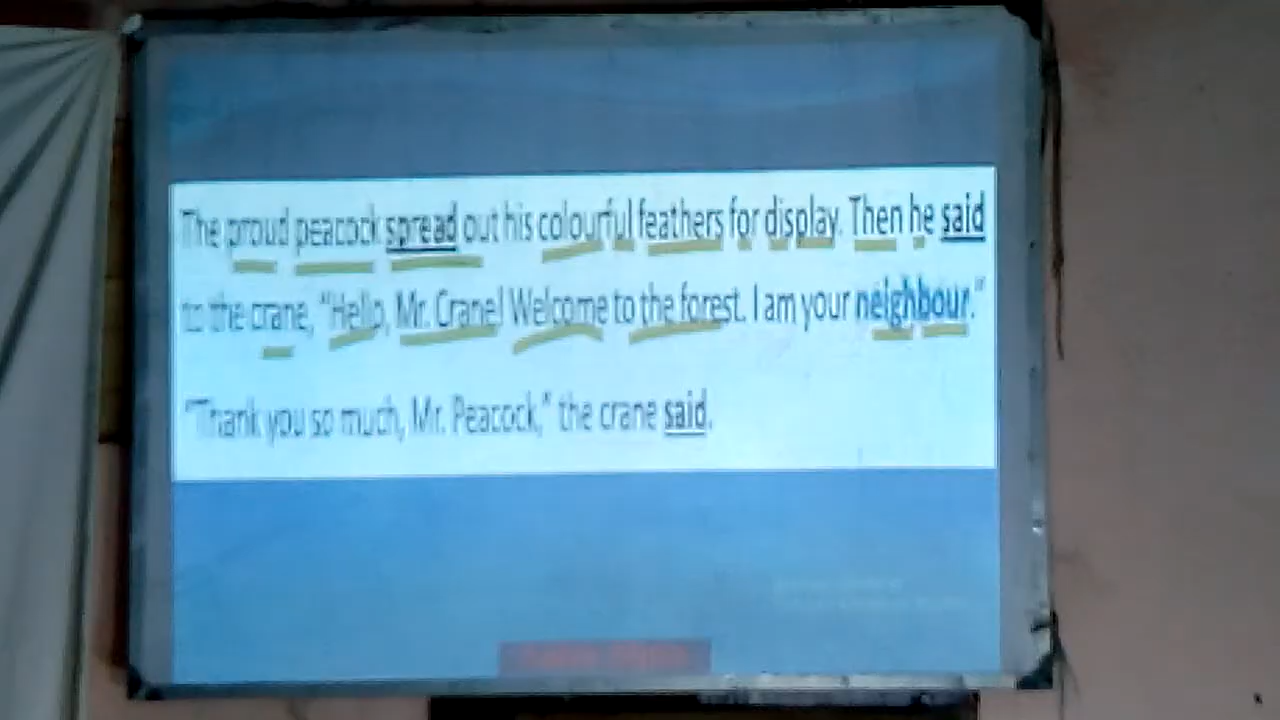 The proud peacock spread out his colourful feathers for display. Then he said
to the crane, "Hello, Mr. Crane! Welcome to the forest. I am your neighbour."
"Thank you so much, Mr. Peacock," the crane said.